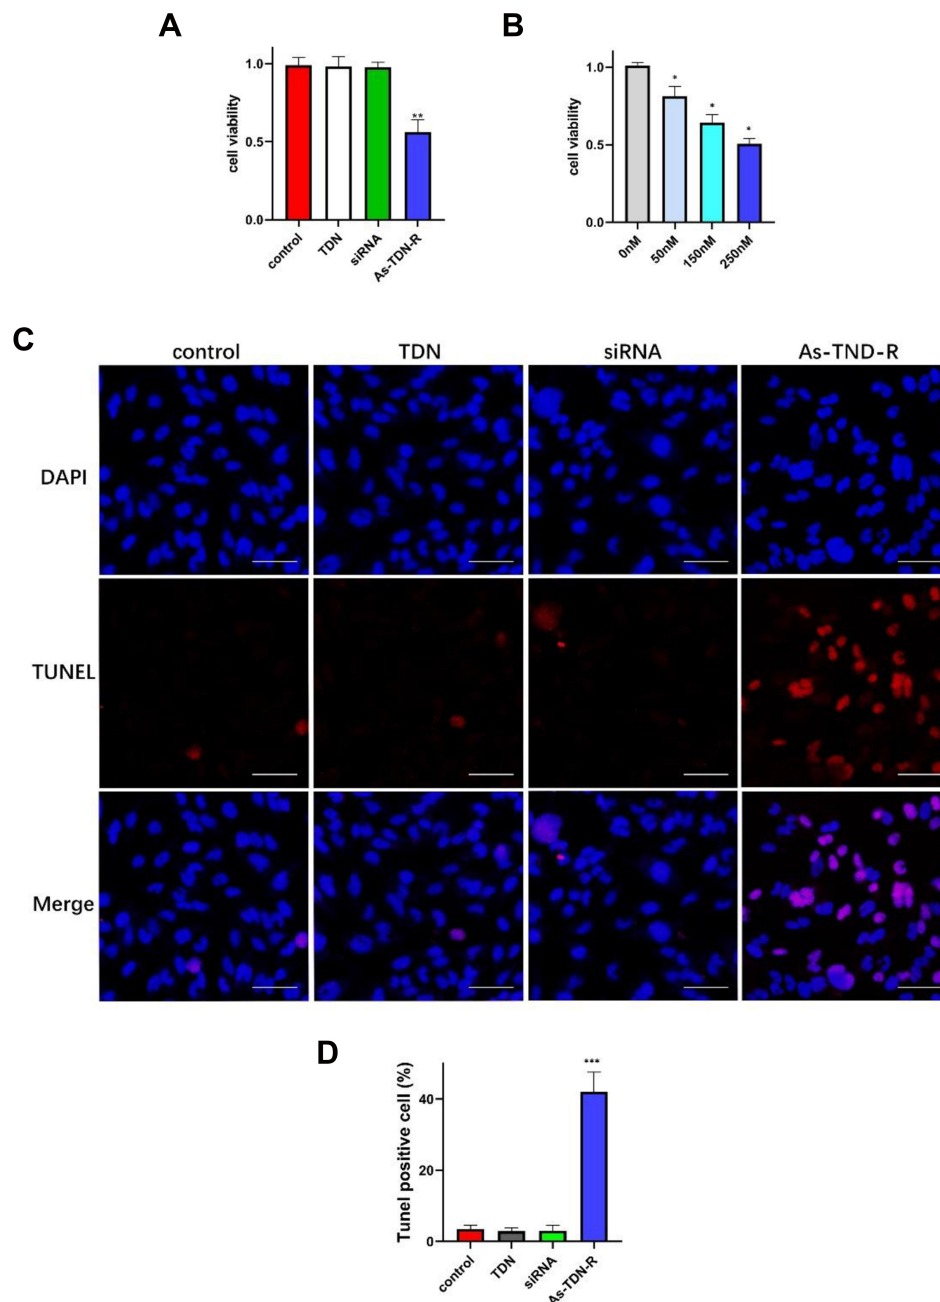 A
cell viability
1.0
0.5
0.0
**
control
TDN
siRNA
As-TDN-R
B
cell viability
1.0
0.5
0.0
*
*
*
0nM
50nM
150nM
250nM
C
control TDN siRNA As-TND-R
DAPI
TUNEL
Merge
D
Tunel positive cell (%)
40
20
0
***
control
TDN
siRNA
As-TDN-R